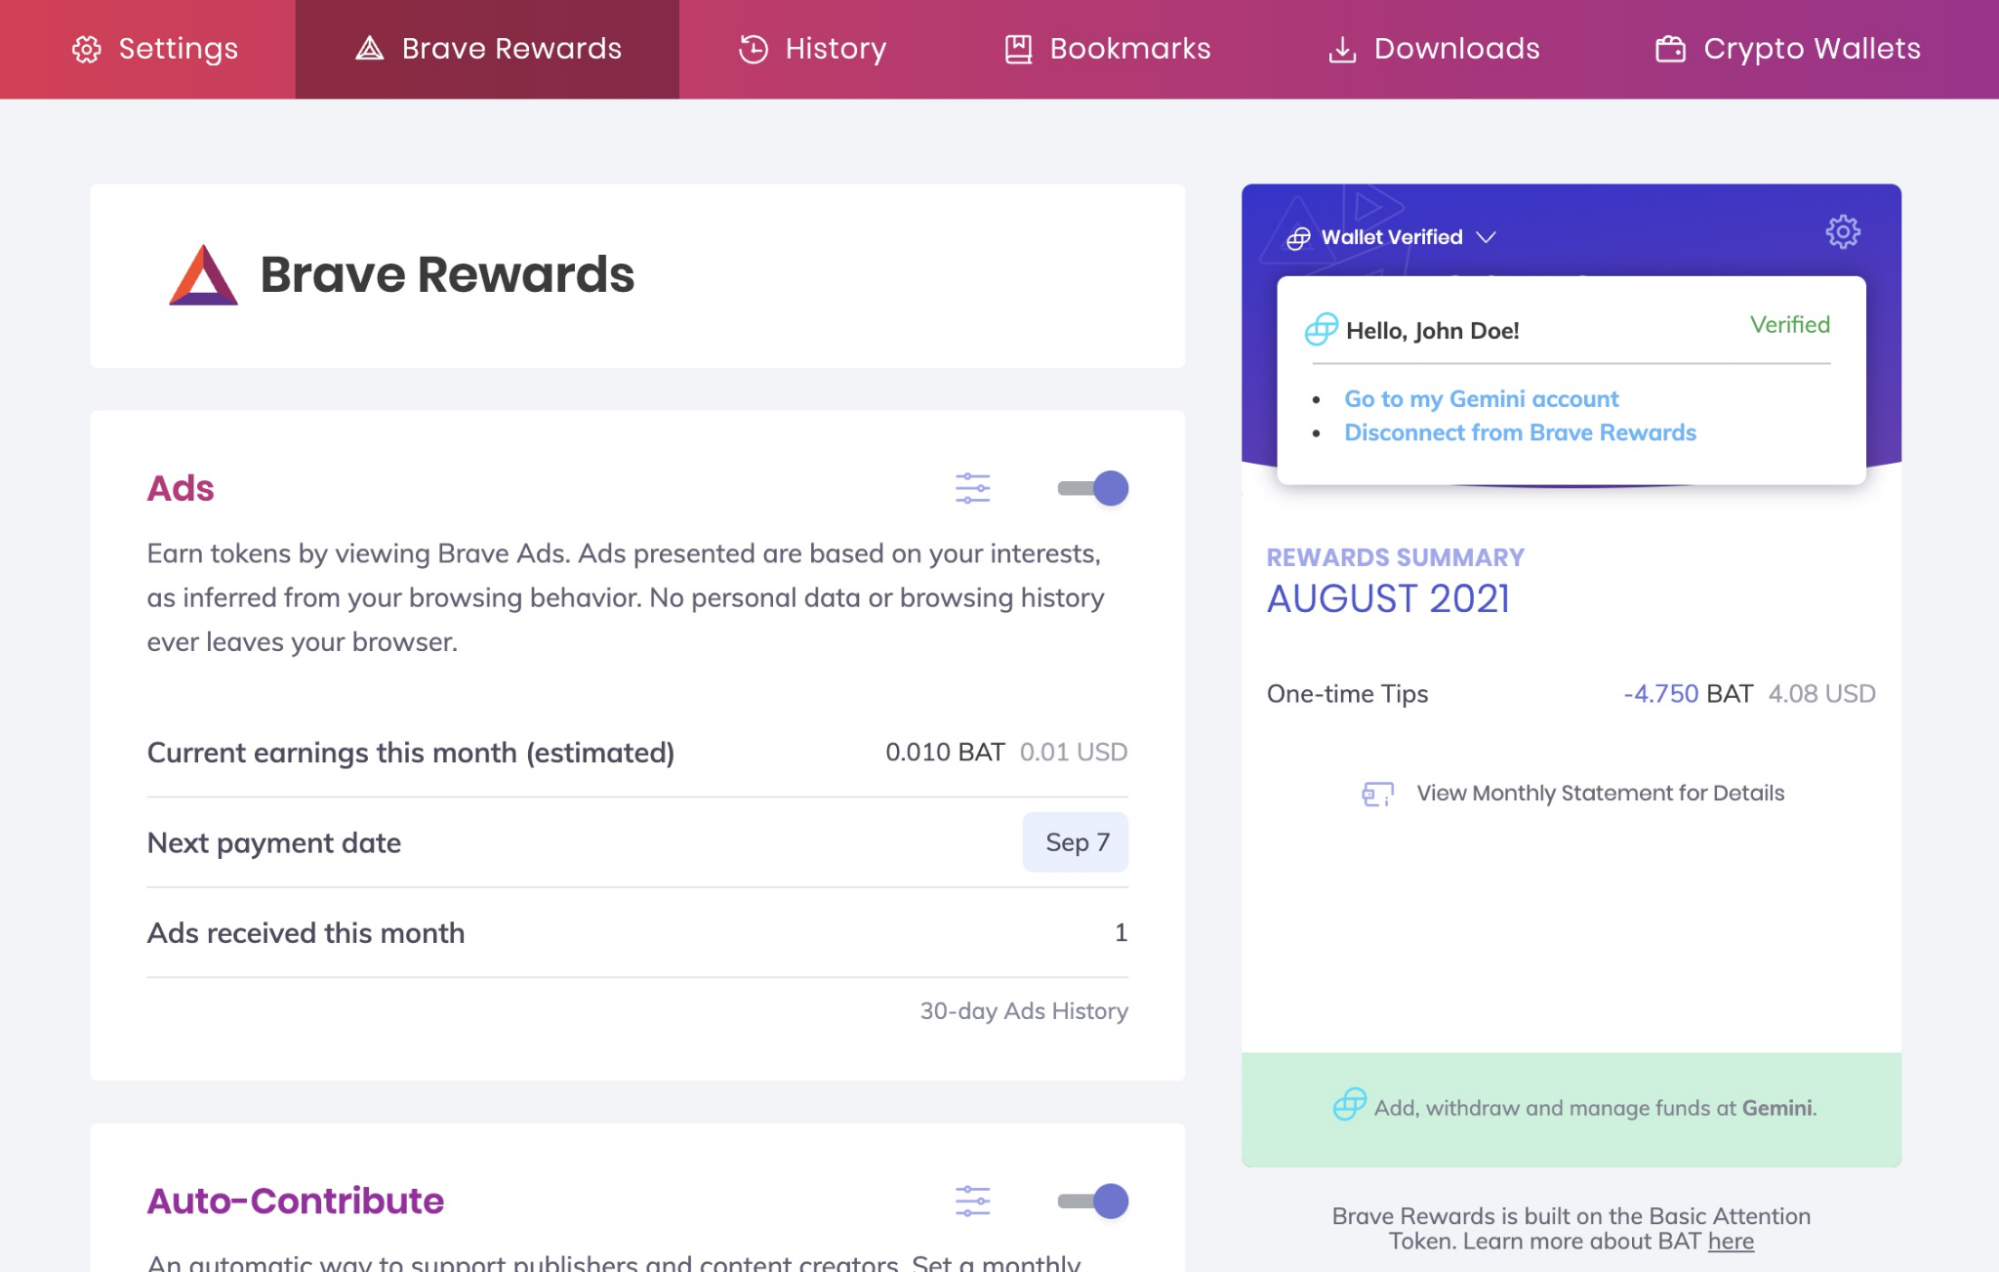 Settings
Brave Rewards
History
Bookmarks
Downloads
Crypto Wallets
Brave Rewards
Ads
Earn tokens by viewing Brave Ads. Ads presented are based on your interests,
as inferred from your browsing behavior. No personal data or browsing history
ever leaves your browser.
Current earnings this month (estimated) 0.010 BAT 0.01 USD
Next payment date Sep 7
Ads received this month 1
30-day Ads History
Auto-Contribute
An automatic way to support publishers and content creators. Set a monthly
Wallet Verified
Hello, John Doe! Verified
• Go to my Gemini account
• Disconnect from Brave Rewards
REWARDS SUMMARY
AUGUST 2021
One-time Tips -4.750 BAT 4.08 USD
View Monthly Statement for Details
Add, withdraw and manage funds at Gemini.
Brave Rewards is built on the Basic Attention
Token. Learn more about BAT here